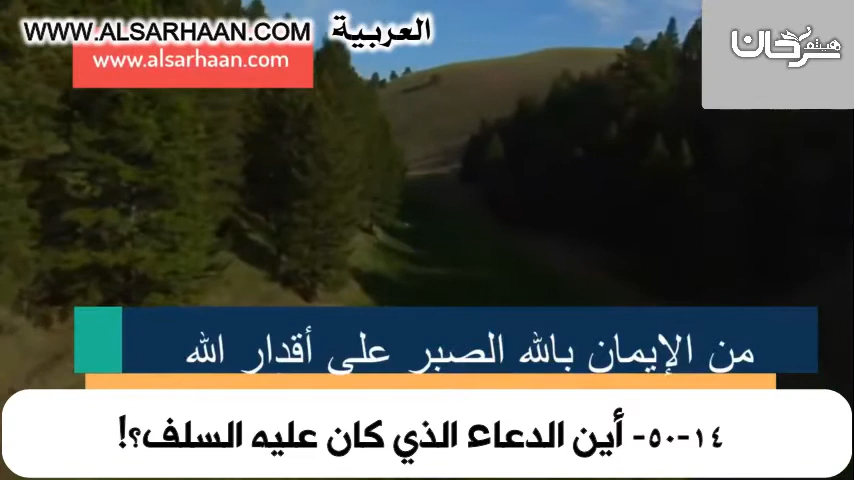 WWW.ALSARHAAN.COM العربية
www.alsarhaan.com
هيثم سرحان
من الإيمان بالله الصبر على أقدار الله
١٤-٥٠- أين الدعاء الذي كان عليه السلف؟!